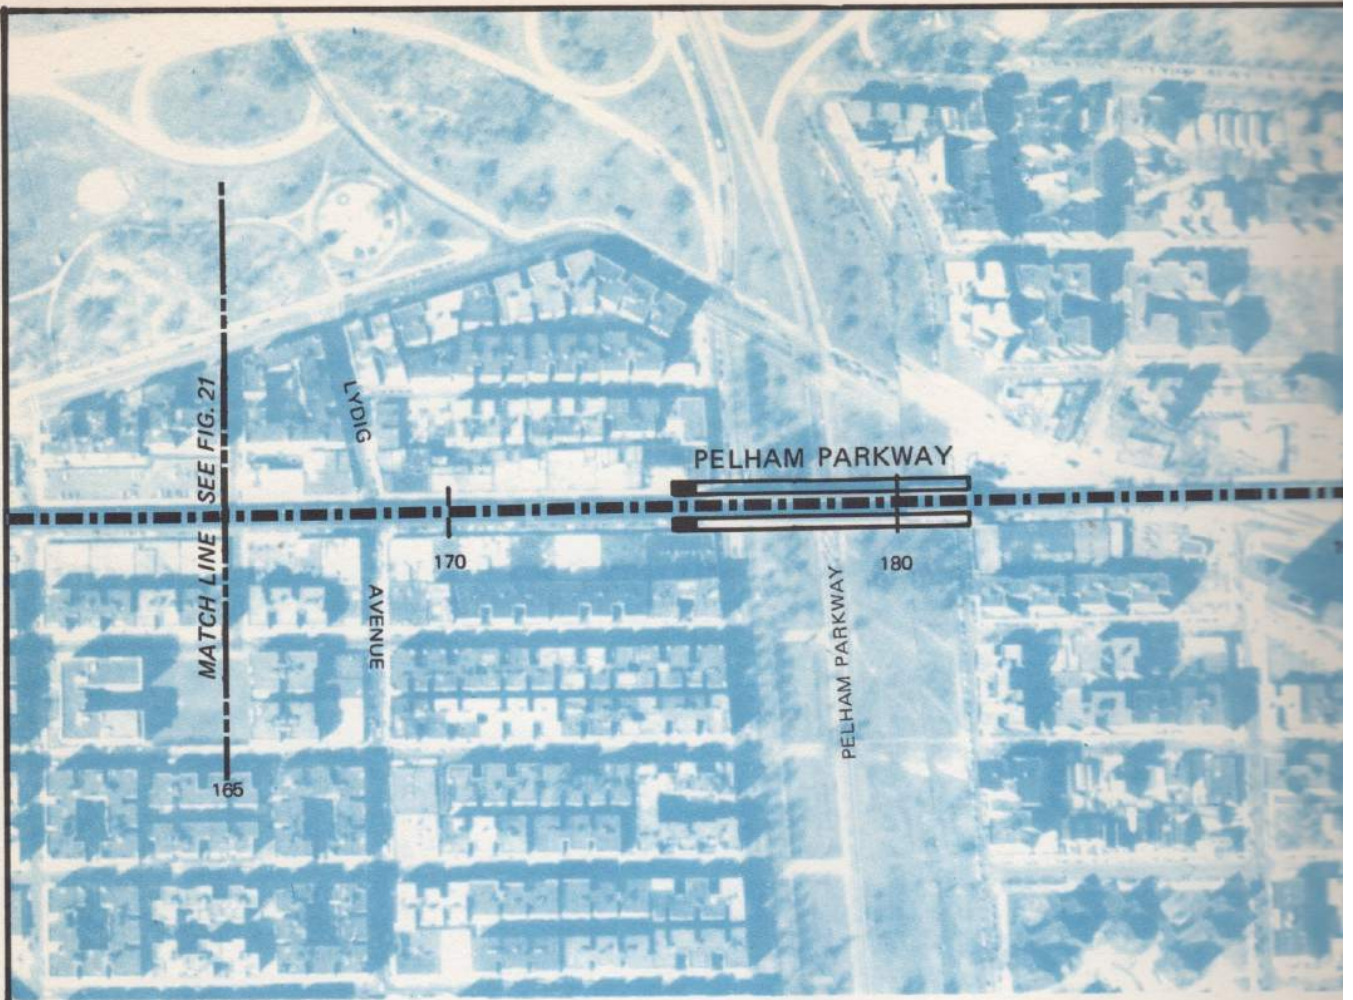 MATCH LINE SEE FIG. 21
165
LYDIG
AVENUE
170
PELHAM PARKWAY
180
PELHAM PARKWAY